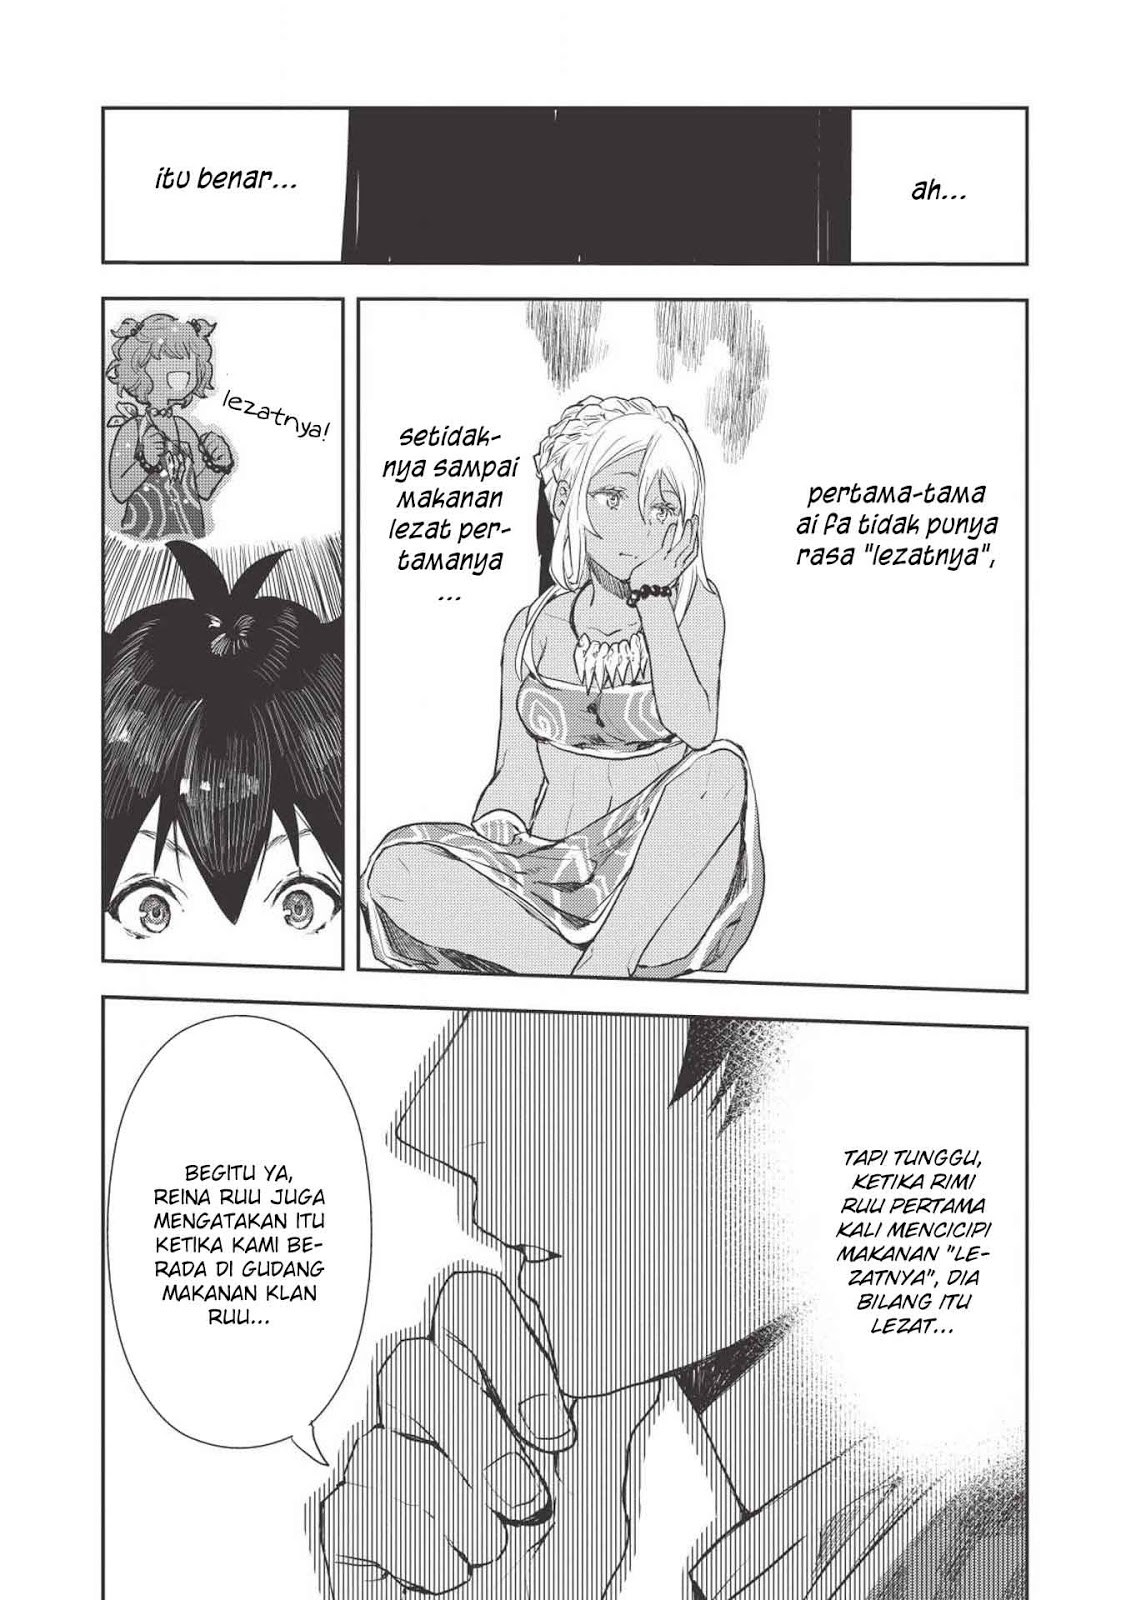 ah...
itu benar...
pertama-tama
ai fa tidak punya
rasa "lezatnya",
setidak-
nya sampai
makanan
lezat per-
tamanya
...
lezatnya!
TAPI TUNGGU,
KETIKA RIMI
RUU PERTAMA
KALI MENCICIPI
MAKANAN "LE-
ZATNYA", DIA
BILANG ITU
LEZAT...
BEGITU YA,
REINA RUU JUGA
MENGATAKAN ITU
KETIKA KAMI BE-
RADA DI GUDANG
MAKANAN KLAN
RUU...